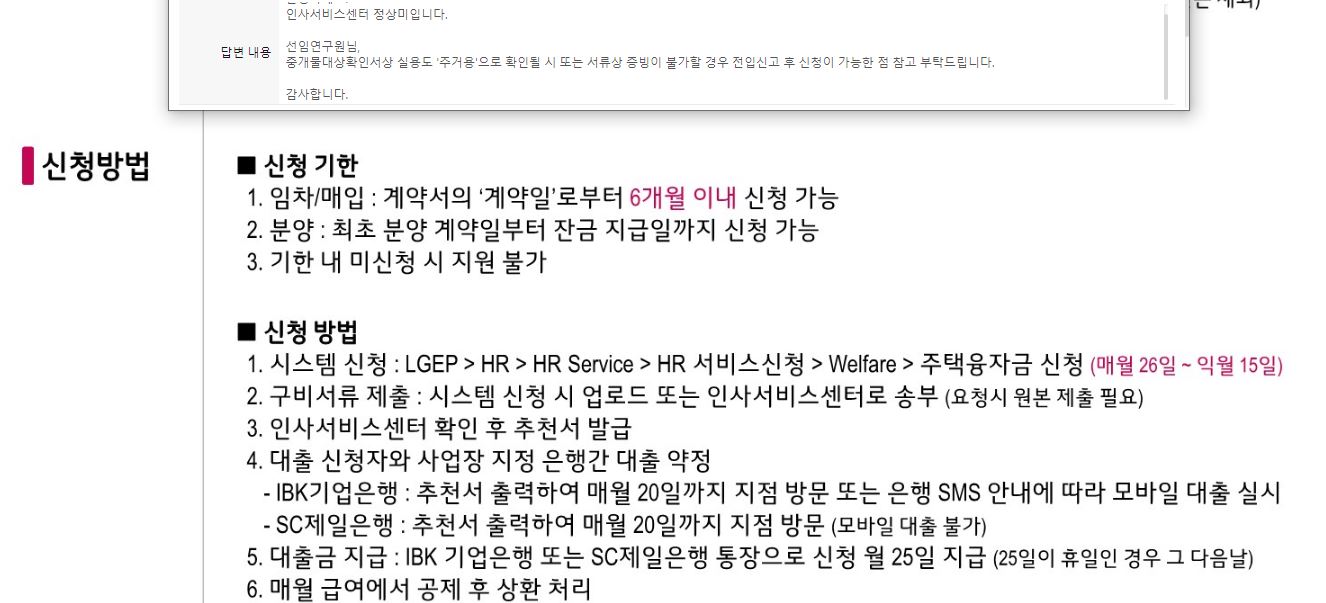 인사서비스센터 정상미입니다.
답변 내용
선임연구원님,
중개물대상확인서상 실용도 '주거용'으로 확인될 시 또는 서류상 증빙이 불가할 경우 전입신고 후 신청이 가능한 점 참고 부탁드립니다.
감사합니다.
신청방법
■ 신청 기한
1. 임차/매입 : 계약서의 ‘계약일’로부터 6개월 이내 신청 가능
2. 분양 : 최초 분양 계약일부터 잔금 지급일까지 신청 가능
3. 기한 내 미신청 시 지원 불가
■ 신청 방법
1. 시스템 신청 : LGEP > HR > HR Service > HR 서비스신청 > Welfare > 주택융자금 신청 (매월 26일 ~ 익월 15일)
2. 구비서류 제출 : 시스템 신청 시 업로드 또는 인사서비스센터로 송부 (요청시 원본 제출 필요)
3. 인사서비스센터 확인 후 추천서 발급
4. 대출 신청자와 사업장 지정 은행간 대출 약정
- IBK기업은행 : 추천서 출력하여 매월 20일까지 지점 방문 또는 은행 SMS 안내에 따라 모바일 대출 실시
- SC제일은행 : 추천서 출력하여 매월 20일까지 지점 방문 (모바일 대출 불가)
5. 대출금 지급 : IBK 기업은행 또는 SC제일은행 통장으로 신청 월 25일 지급 (25일이 휴일인 경우 그 다음날)
6. 매월 급여에서 공제 후 상환 처리